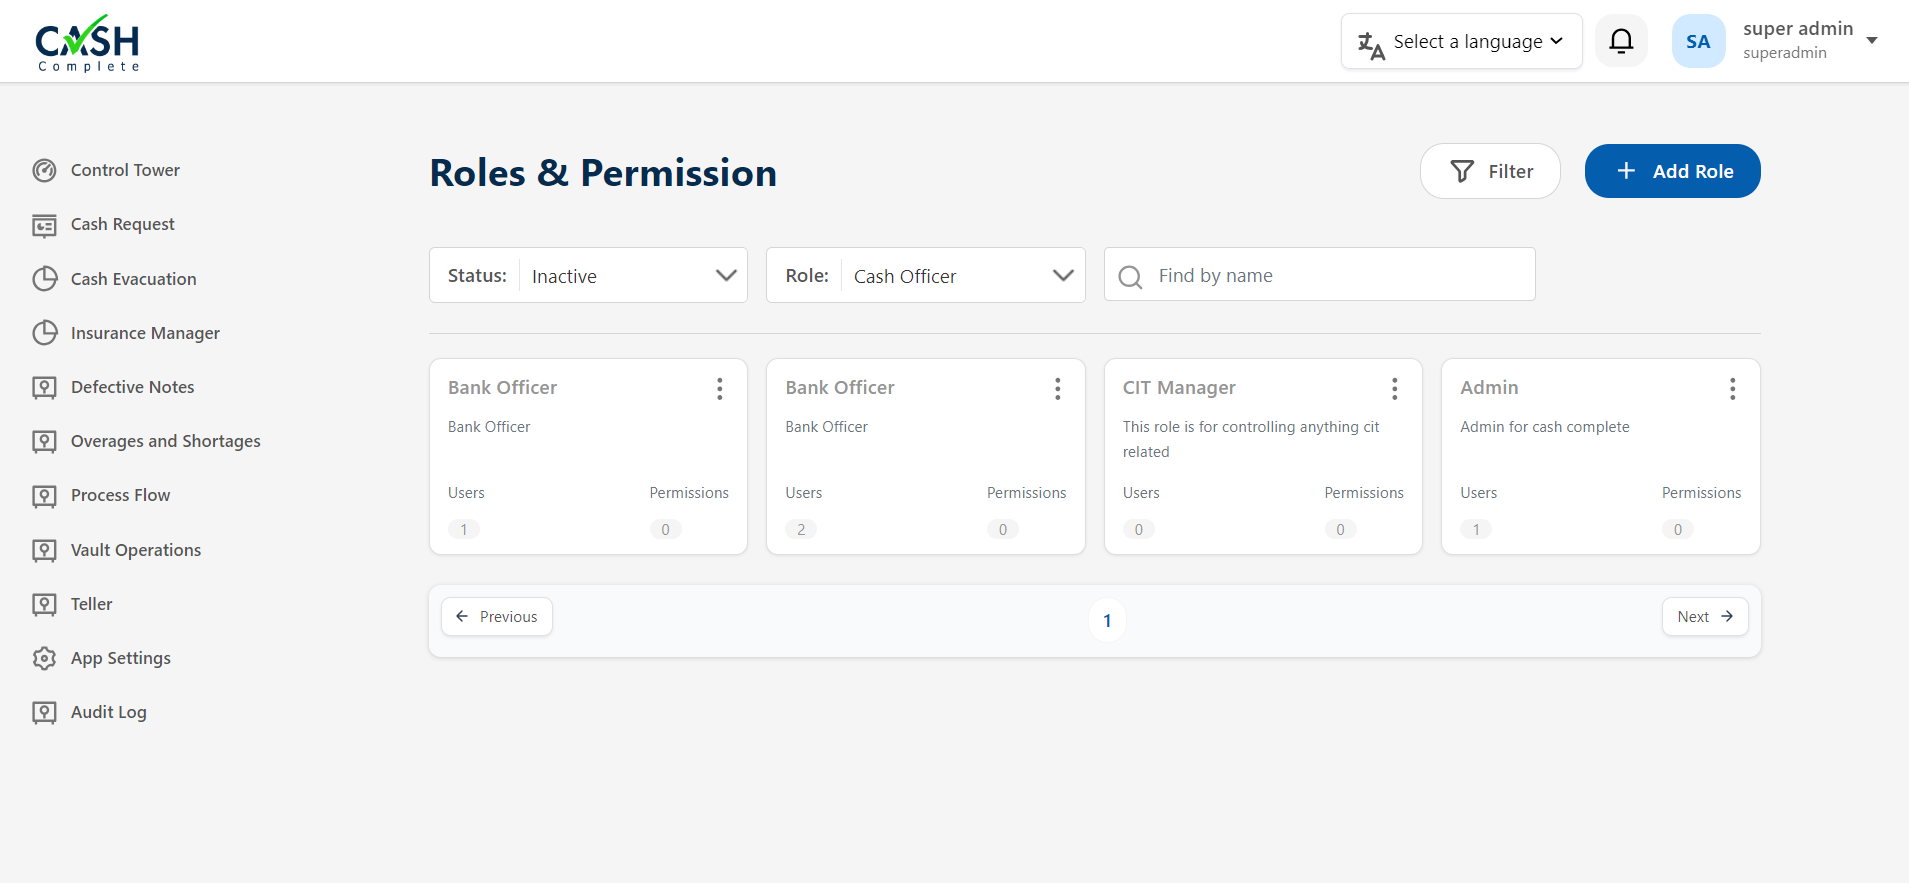 CASH
Complete
Select a language
SA
super admin
superadmin
Control Tower
Cash Request
Cash Evacuation
Insurance Manager
Defective Notes
Overages and Shortages
Process Flow
Vault Operations
Teller
App Settings
Audit Log
Roles & Permission
Filter
+ Add Role
Status: Inactive
Role: Cash Officer
Find by name
Bank Officer
Bank Officer
Users Permissions
1 0
Bank Officer
Bank Officer
Users Permissions
2 0
CIT Manager
This role is for controlling anything cit
related
Users Permissions
0 0
Admin
Admin for cash complete
Users Permissions
1 0
← Previous
1
Next →